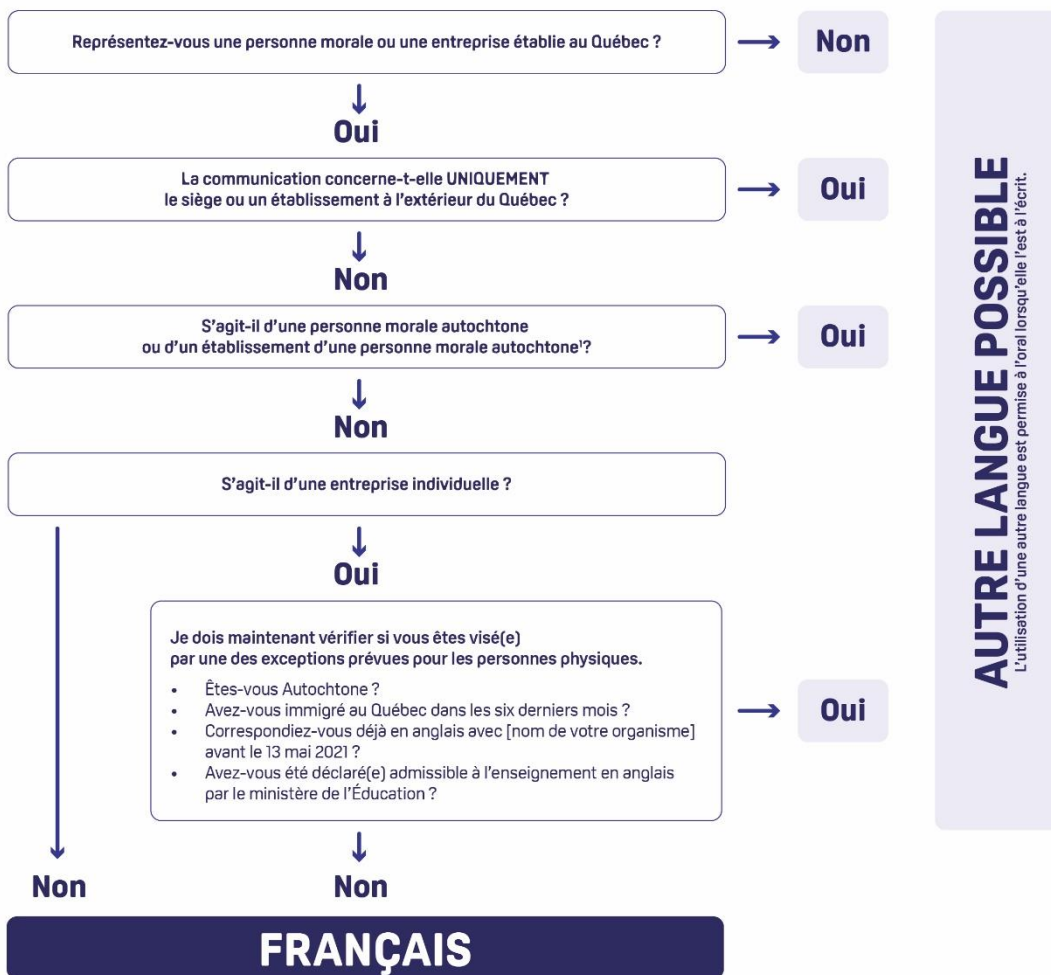 Représentez-vous une personne morale ou une entreprise établie au Québec ?
Non
Oui
La communication concerne-t-elle UNIQUEMENT
le siège ou un établissement à l'extérieur du Québec ?
Oui
Non
S'agit-il d'une personne morale autochtone
ou d'un établissement d'une personne morale autochtone¹?
Oui
Non
S'agit-il d'une entreprise individuelle ?
Oui
Je dois maintenant vérifier si vous êtes visé(e)
par une des exceptions prévues pour les personnes physiques.
• Êtes-vous Autochtone ?
• Avez-vous immigré au Québec dans les six derniers mois ?
• Correspondiez-vous déjà en anglais avec [nom de votre organisme]
avant le 13 mai 2021 ?
• Avez-vous été déclaré(e) admissible à l'enseignement en anglais
par le ministère de l'Éducation ?
Oui
Non
Non
FRANÇAIS
AUTRE LANGUE POSSIBLE
L'utilisation d'une autre langue est permise à l'oral lorsqu'elle l'est à l'écrit.